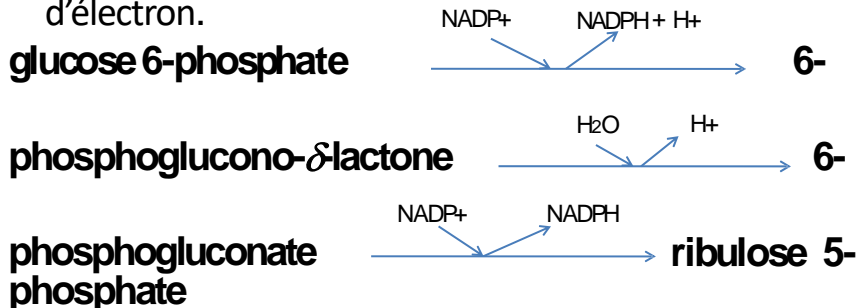 d'électron.
NADP+ NADPH + H+
glucose 6-phosphate 6-
H2O H+
phosphoglucono-δ-lactone 6-
NADP+ NADPH
phosphogluconate ribulose 5-
phosphate